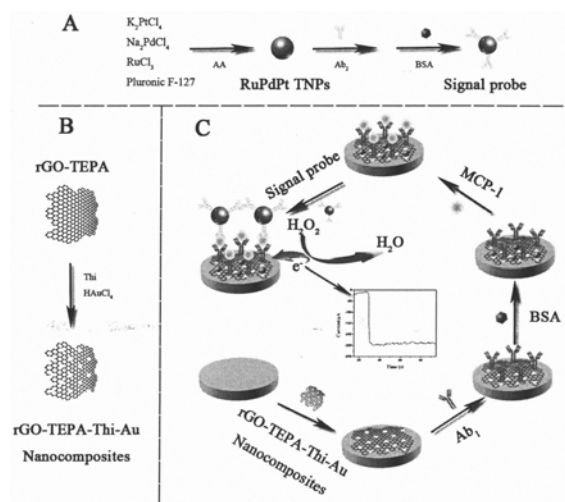 A
K₂PtCl₄
Na₂PdCl₄
RuCl₃
Pluronic F-127
AA
RuPdPt TNPs
Ab₂
BSA
Signal probe
B
rGO-TEPA
Thi
HAuCl₄
rGO-TEPA-Thi-Au
Nanocomposites
C
Signal probe
MCP-1
H₂O₂
H₂O
e⁻
BSA
Time (s)
rGO-TEPA-Thi-Au
Nanocomposites
Ab₁